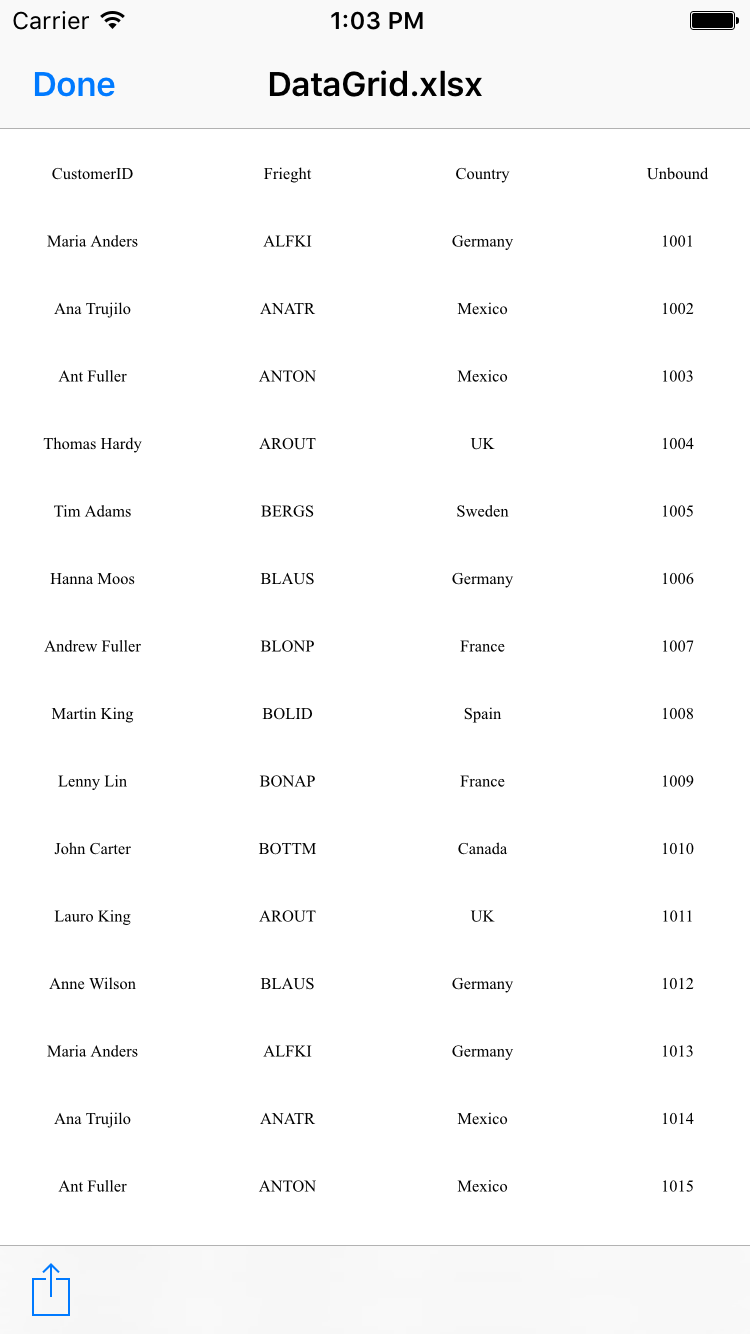 Carrier 1:03 PM
Done DataGrid.xlsx
CustomerID Frieght Country Unbound
Maria Anders ALFKI Germany 1001
Ana Trujilo ANATR Mexico 1002
Ant Fuller ANTON Mexico 1003
Thomas Hardy AROUT UK 1004
Tim Adams BERGS Sweden 1005
Hanna Moos BLAUS Germany 1006
Andrew Fuller BLONP France 1007
Martin King BOLID Spain 1008
Lenny Lin BONAP France 1009
John Carter BOTTM Canada 1010
Lauro King AROUT UK 1011
Anne Wilson BLAUS Germany 1012
Maria Anders ALFKI Germany 1013
Ana Trujilo ANATR Mexico 1014
Ant Fuller ANTON Mexico 1015